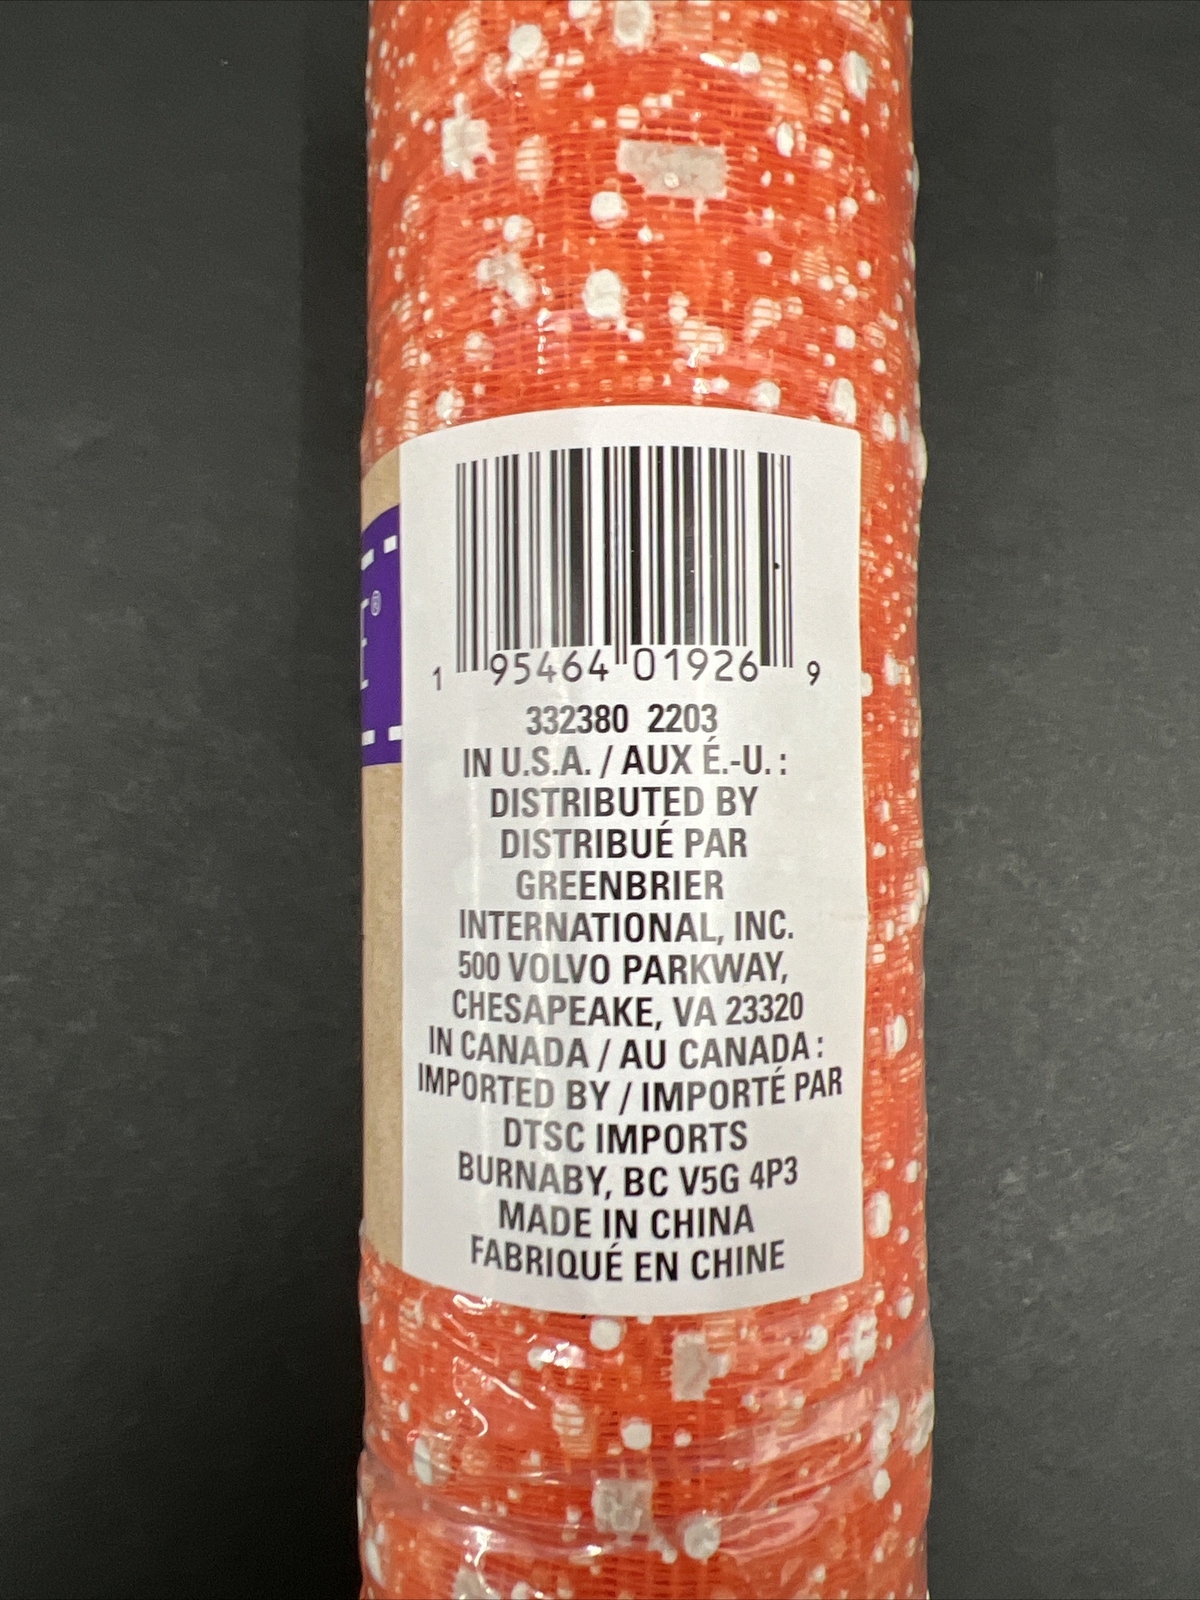 E®
1 95464 01926 9
332380 2203
IN U.S.A. / AUX É.-U. :
DISTRIBUTED BY
DISTRIBUÉ PAR
GREENBRIER
INTERNATIONAL, INC.
500 VOLVO PARKWAY,
CHESAPEAKE, VA 23320
IN CANADA / AU CANADA :
IMPORTED BY / IMPORTÉ PAR
DTSC IMPORTS
BURNABY, BC V5G 4P3
MADE IN CHINA
FABRIQUÉ EN CHINE